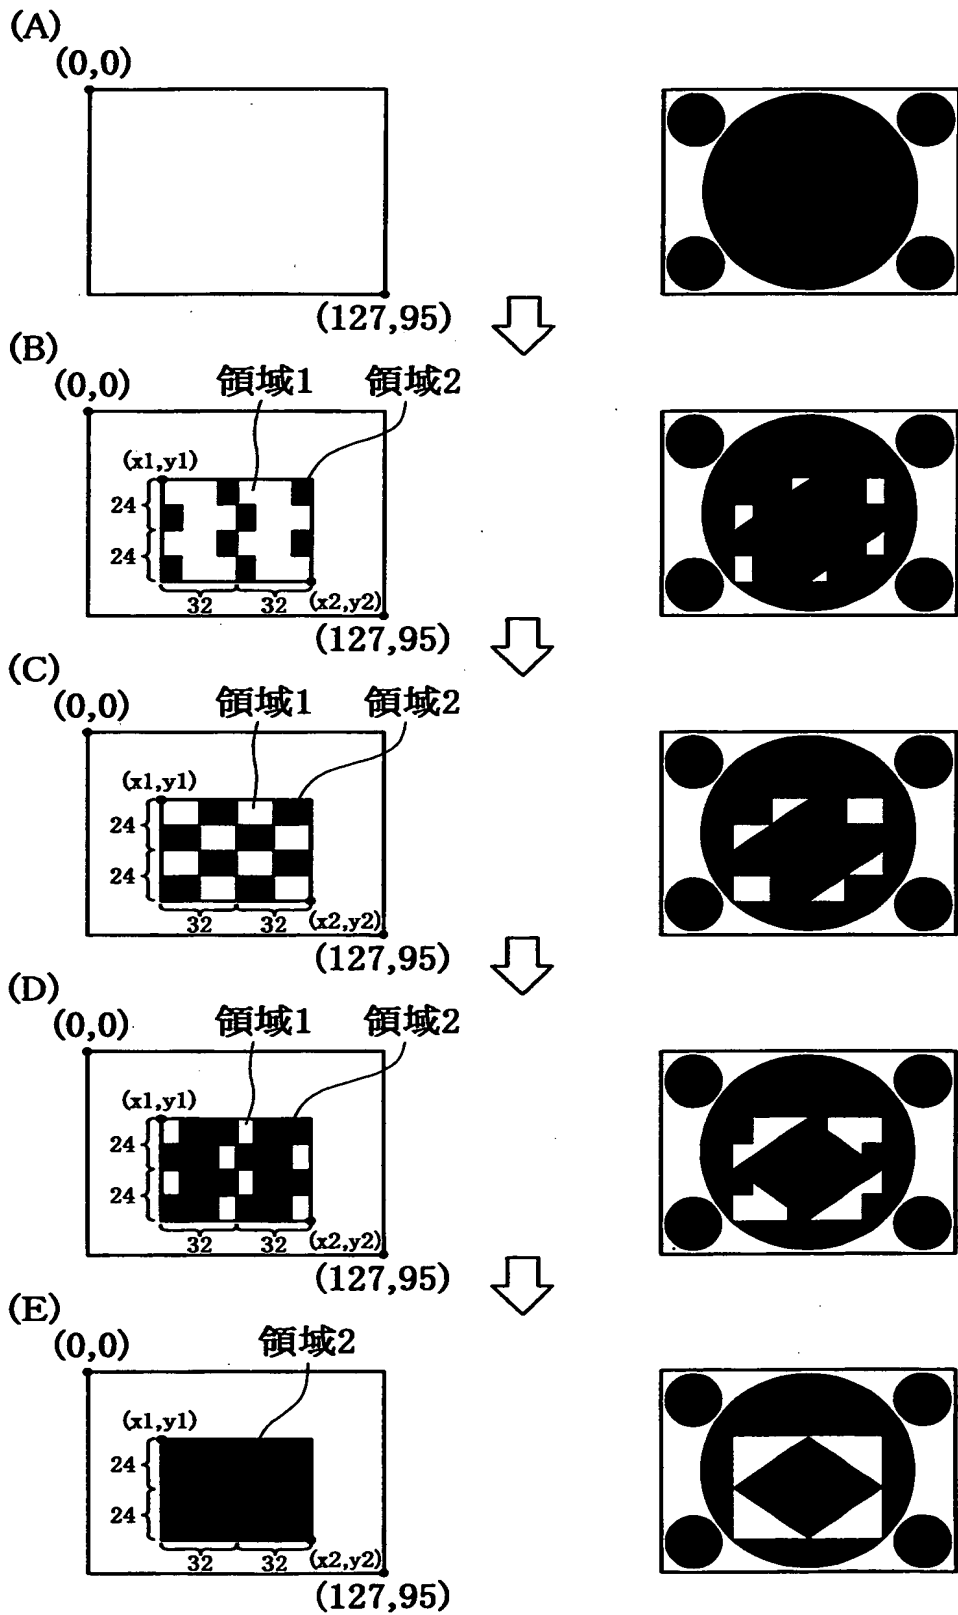 (A)
(0,0)
(127,95)
(B)
(0,0)
領域1 領域2
(x1,y1)
24
24
32 32 (x2,y2)
(127,95)
(C)
(0,0)
領域1 領域2
(x1,y1)
24
24
32 32 (x2,y2)
(127,95)
(D)
(0,0)
領域1 領域2
(x1,y1)
24
24
32 32 (x2,y2)
(127,95)
(E)
(0,0)
領域2
(x1,y1)
24
24
32 32 (x2,y2)
(127,95)